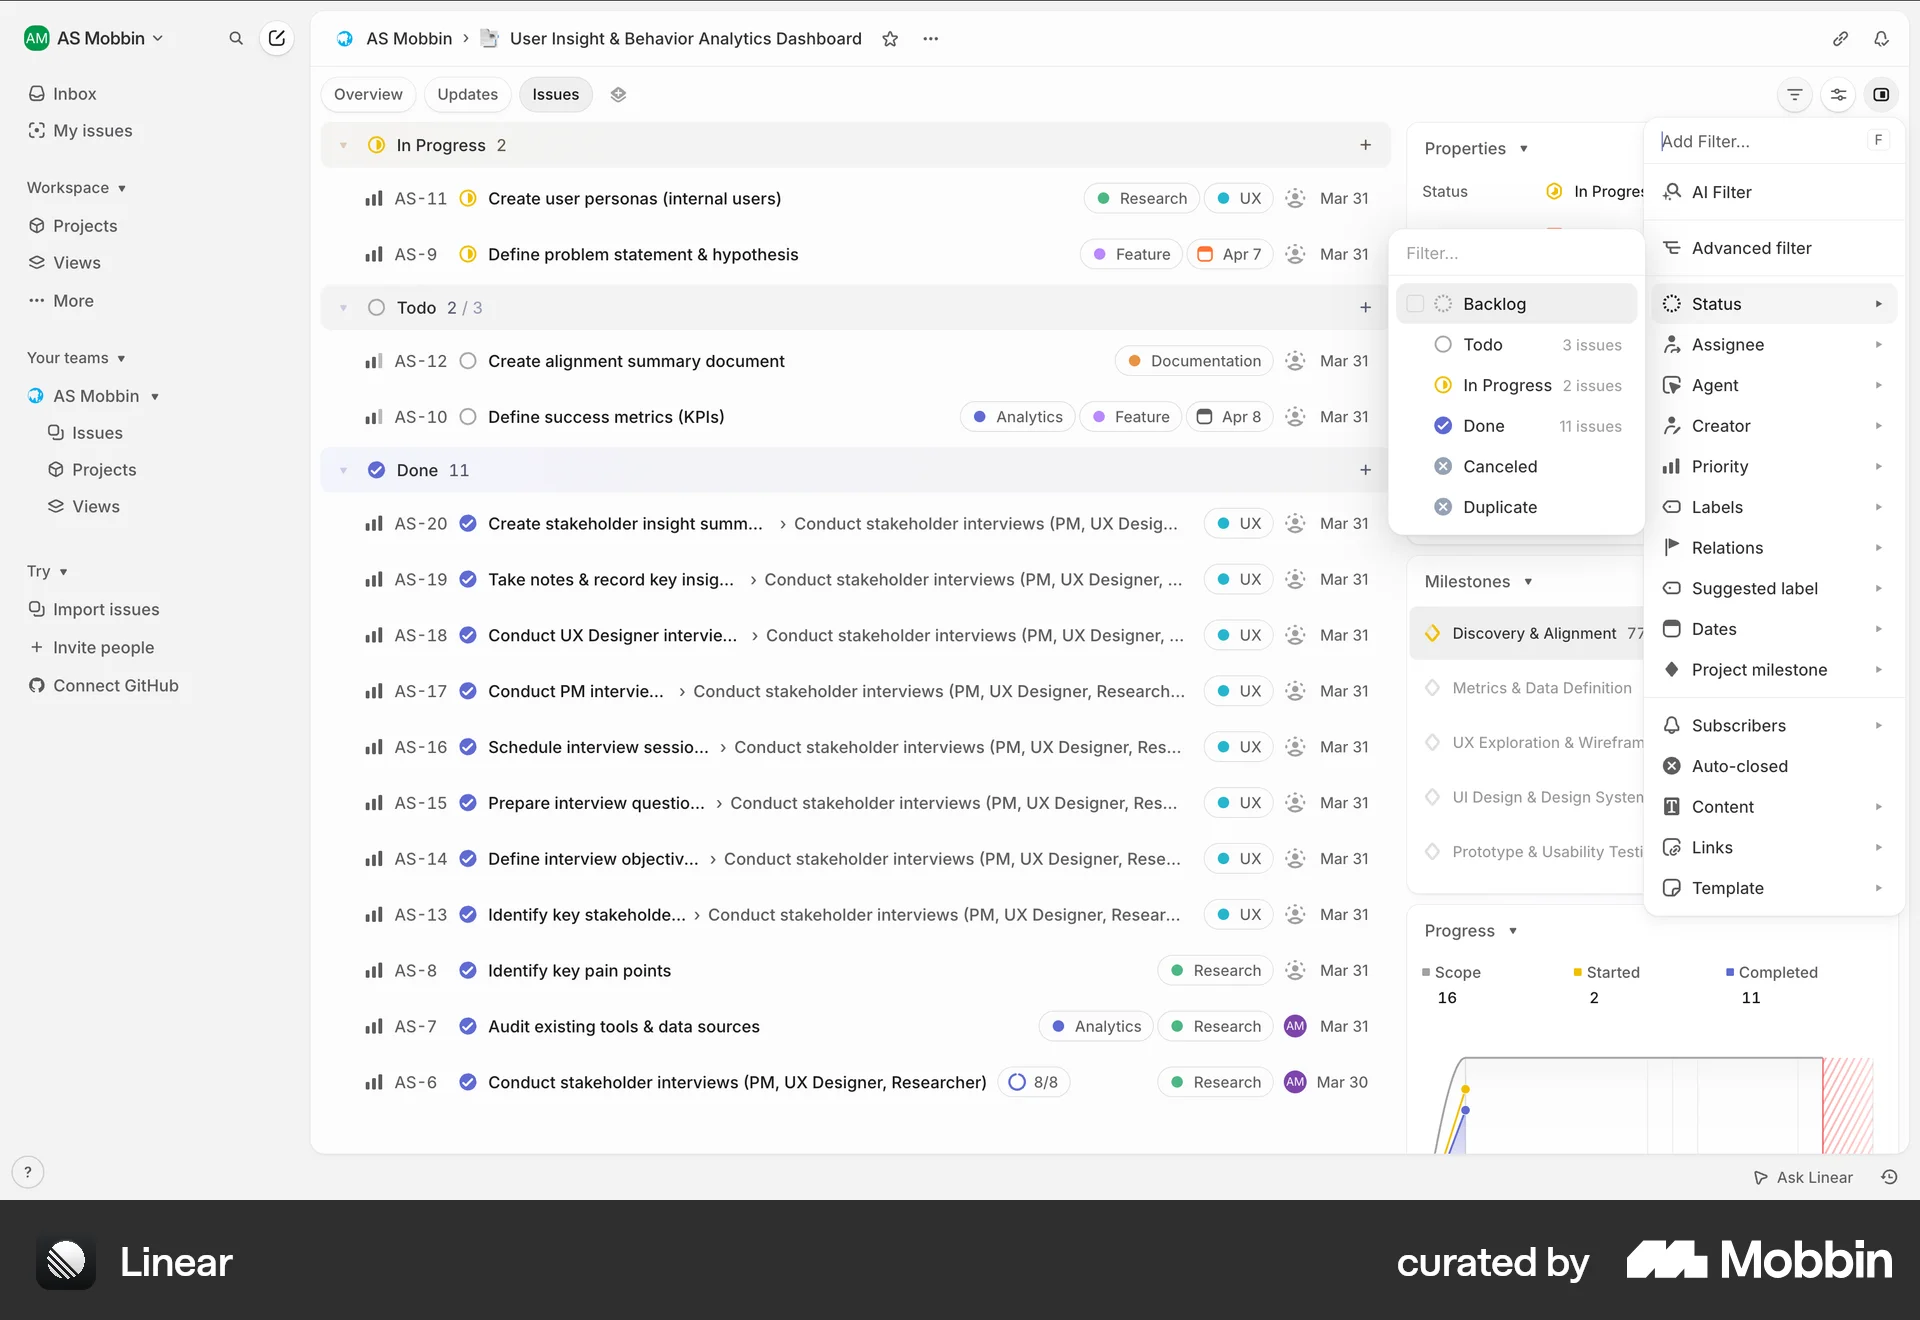 AM AS Mobbin
Inbox
My issues
Workspace
Projects
Views
More
Your teams
AS Mobbin
Issues
Projects
Views
Try
Import issues
Invite people
Connect GitHub
?
AS Mobbin › User Insight & Behavior Analytics Dashboard
Overview Updates Issues
In Progress 2 +
AS-11 Create user personas (internal users) Research UX Mar 31
AS-9 Define problem statement & hypothesis Feature Apr 7 Mar 31
Todo 2 / 3 +
AS-12 Create alignment summary document Documentation Mar 31
AS-10 Define success metrics (KPIs) Analytics Feature Apr 8 Mar 31
Done 11 +
AS-20 Create stakeholder insight summ... › Conduct stakeholder interviews (PM, UX Desig... UX Mar 31
AS-19 Take notes & record key insig... › Conduct stakeholder interviews (PM, UX Designer, ... UX Mar 31
AS-18 Conduct UX Designer intervie... › Conduct stakeholder interviews (PM, UX Designer, ... UX Mar 31
AS-17 Conduct PM intervie... › Conduct stakeholder interviews (PM, UX Designer, Research... UX Mar 31
AS-16 Schedule interview sessio... › Conduct stakeholder interviews (PM, UX Designer, Res... UX Mar 31
AS-15 Prepare interview questio... › Conduct stakeholder interviews (PM, UX Designer, Res... UX Mar 31
AS-14 Define interview objectiv... › Conduct stakeholder interviews (PM, UX Designer, Rese... UX Mar 31
AS-13 Identify key stakeholde... › Conduct stakeholder interviews (PM, UX Designer, Resear... UX Mar 31
AS-8 Identify key pain points Research Mar 31
AS-7 Audit existing tools & data sources Analytics Research AM Mar 31
AS-6 Conduct stakeholder interviews (PM, UX Designer, Researcher) 8/8 Research AM Mar 30
Properties
Status In Progres
Filter...
Backlog
Todo 3 issues
In Progress 2 issues
Done 11 issues
Canceled
Duplicate
Milestones
Discovery & Alignment 77
Metrics & Data Definition
UX Exploration & Wirefram
UI Design & Design System
Prototype & Usability Testi
Add Filter... F
AI Filter
Advanced filter
Status
Assignee
Agent
Creator
Priority
Labels
Relations
Suggested label
Dates
Project milestone
Subscribers
Auto-closed
Content
Links
Template
Progress
Scope Started Completed
16 2 11
Ask Linear
Linear
curated by Mobbin